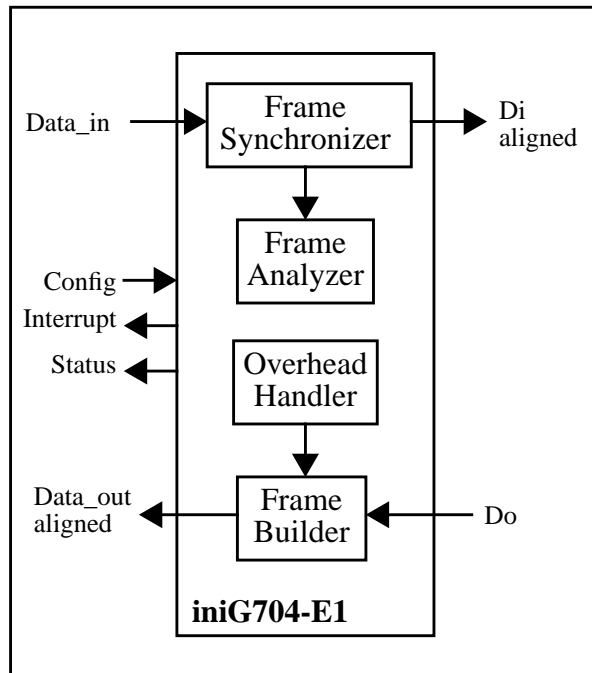 Frame
Synchronizer
Data_in
Di
aligned
Frame
Analyzer
Config
Interrupt
Status
Overhead
Handler
Data_out
aligned
Frame
Builder
Do
iniG704-E1